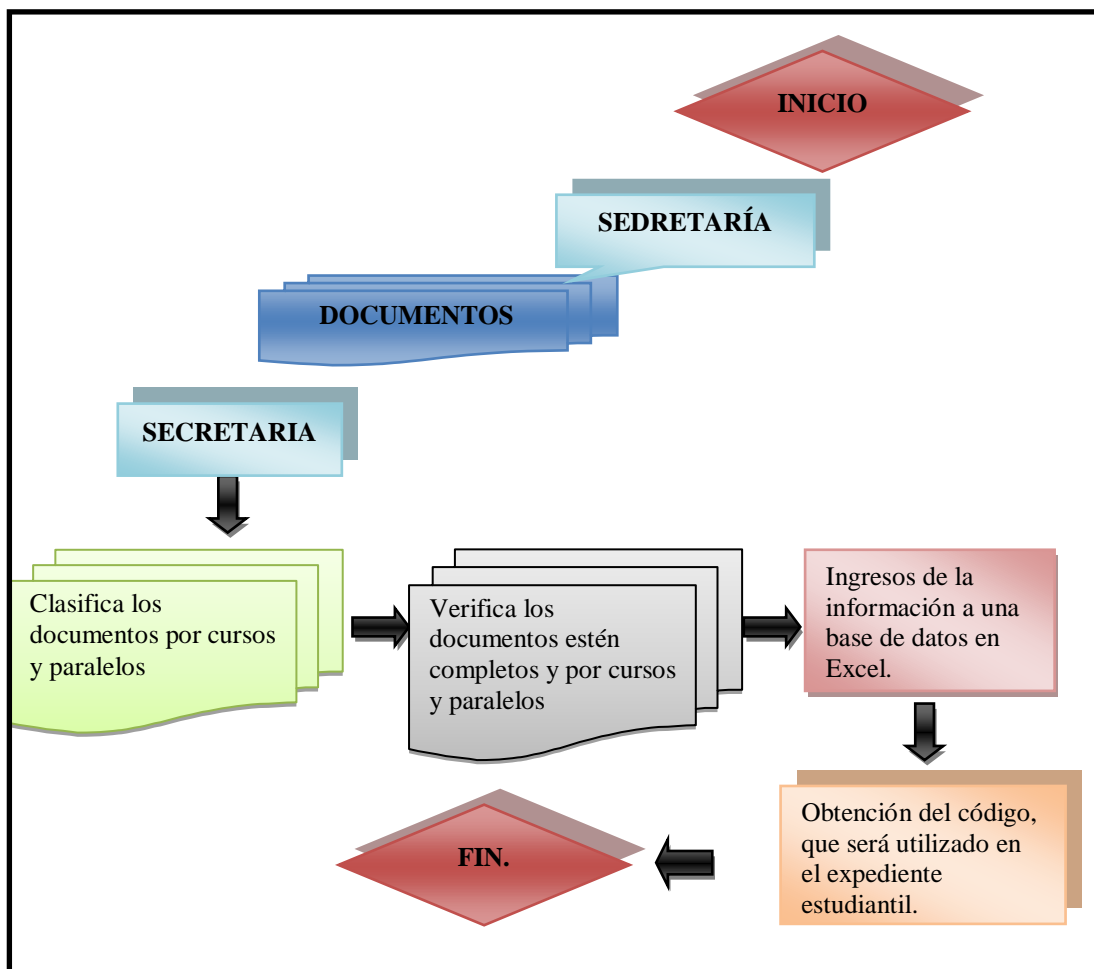 INICIO
SEDRETARÍA
DOCUMENTOS
SECRETARIA
Clasifica los
documentos por cursos
y paralelos
Verifica los
documentos estén
completos y por cursos
y paralelos
Ingresos de la
información a una
base de datos en
Excel.
Obtención del código,
que será utilizado en
el expediente
estudiantil.
FIN.